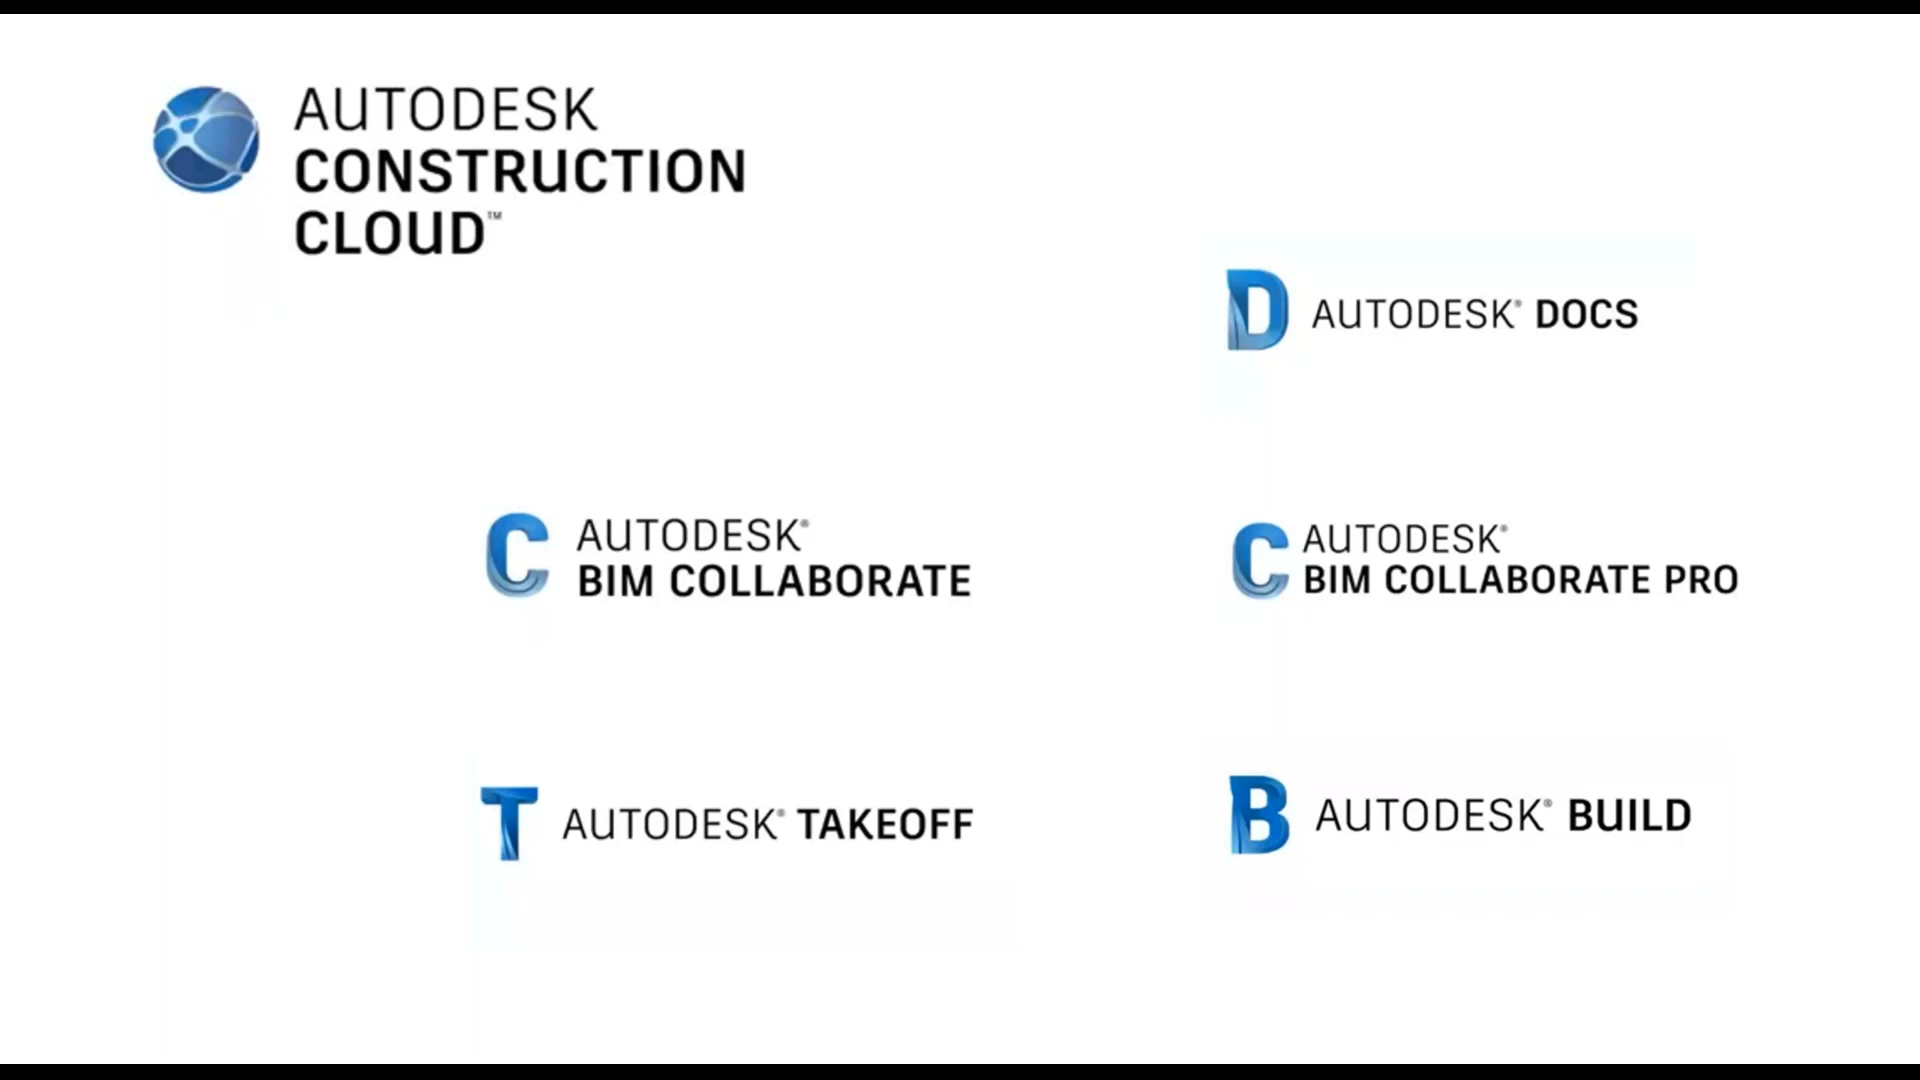 AUTODESK
CONSTRUCTION
CLOUD™
D AUTODESK® DOCS
C AUTODESK®
BIM COLLABORATE
C AUTODESK®
BIM COLLABORATE PRO
T AUTODESK® TAKEOFF
B AUTODESK® BUILD